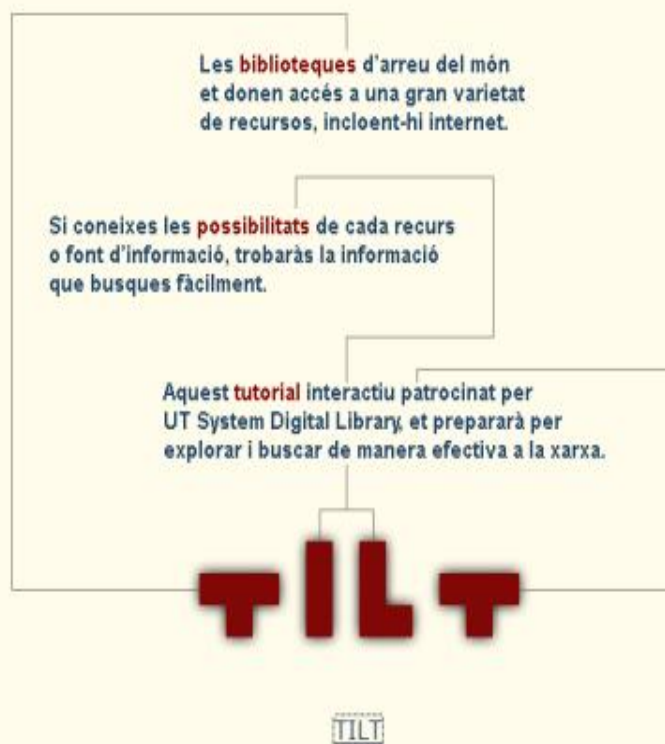 Les biblioteques d'arreu del món
et donen accés a una gran varietat
de recursos, incloent-hi internet.
Si coneixes les possibilitats de cada recurs
o font d'informació, trobaràs la informació
que busques fàcilment.
Aquest tutorial interactiu patrocinat per
UT System Digital Library, et prepararà per
explorar i buscar de manera efectiva a la xarxa.
TILT
TILT